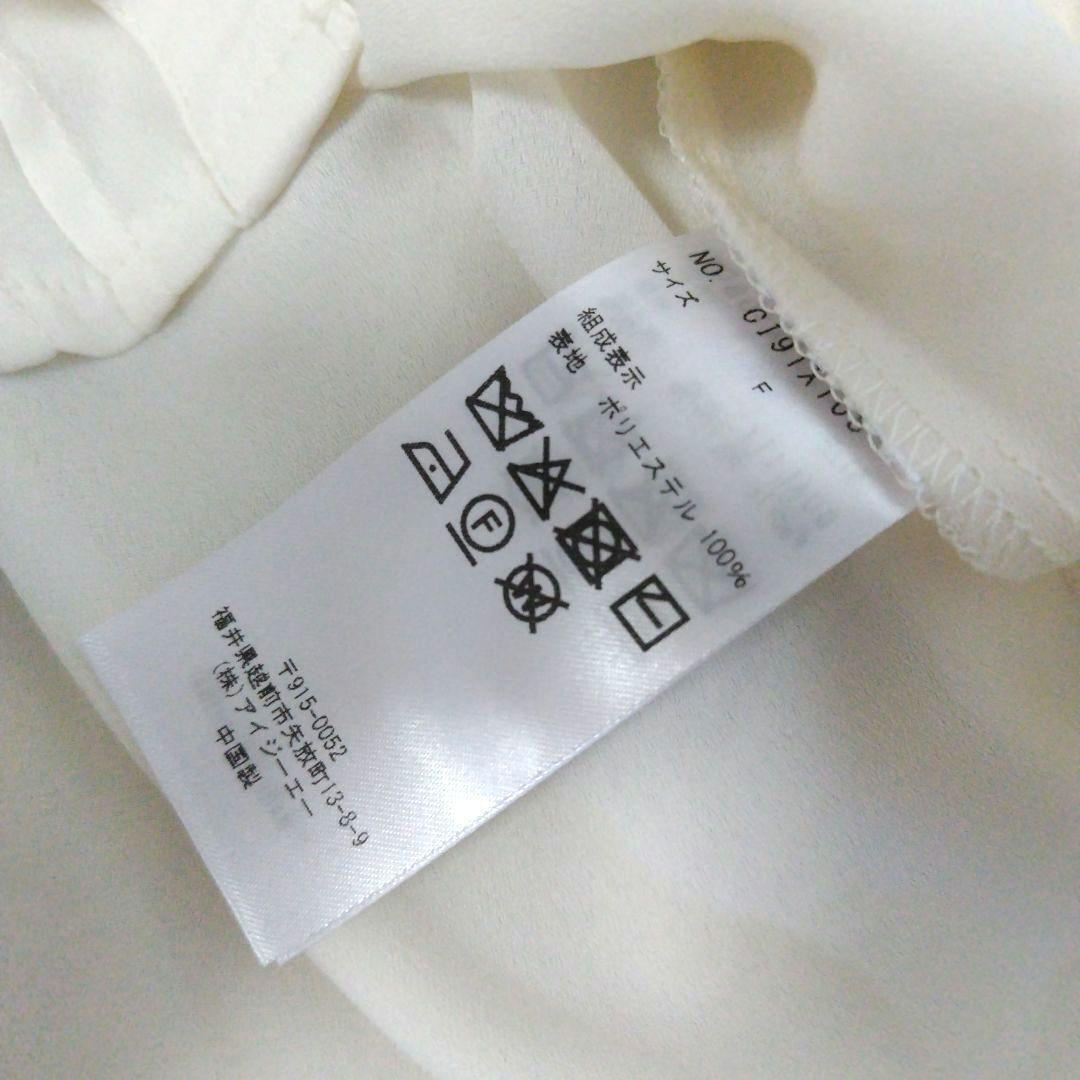 NO.
サイズ F
組成表示
表地 ポリエステル 100%
F
W
〒915-0052
福井県越前市矢放町13-8-9
(株)アイジーエー
中国製